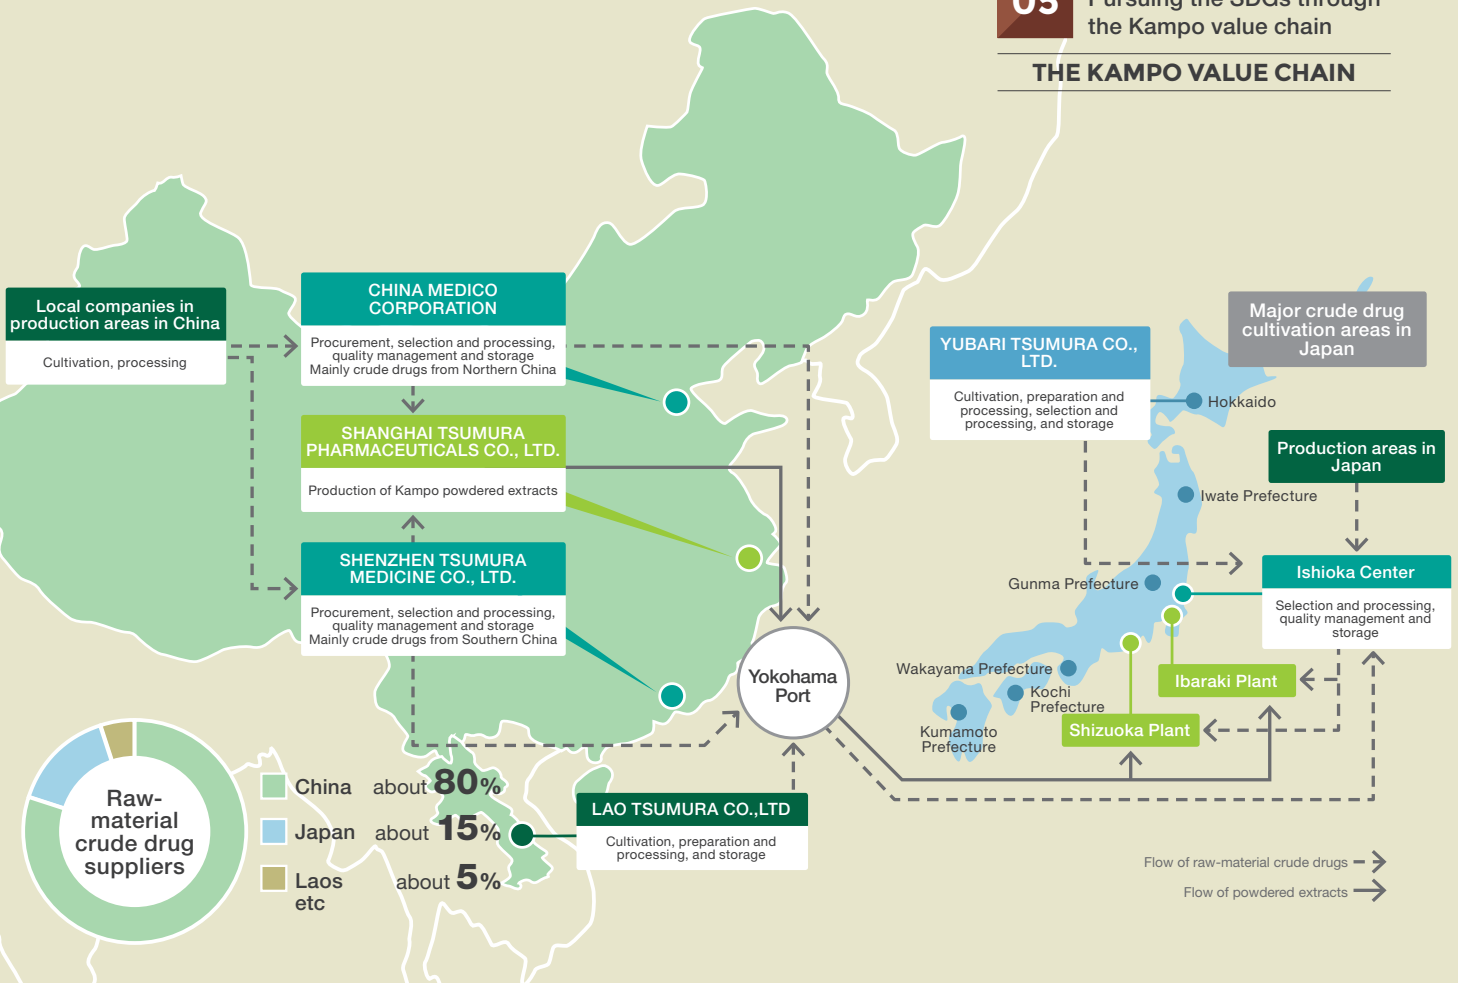 05
Pursuing the SDGs through
the Kampo value chain
THE KAMPO VALUE CHAIN
Local companies in
production areas in China
Cultivation, processing
CHINA MEDICO
CORPORATION
Procurement, selection and processing,
quality management and storage
Mainly crude drugs from Northern China
SHANGHAI TSUMURA
PHARMACEUTICALS CO., LTD.
Production of Kampo powdered extracts
SHENZHEN TSUMURA
MEDICINE CO., LTD.
Procurement, selection and processing,
quality management and storage
Mainly crude drugs from Southern China
Yokohama
Port
LAO TSUMURA CO.,LTD
Cultivation, preparation and
processing, and storage
YUBARI TSUMURA CO.,
LTD.
Cultivation, preparation and
processing, selection and
processing, and storage
Major crude drug
cultivation areas in
Japan
Hokkaido
Production areas in
Japan
Iwate Prefecture
Gunma Prefecture
Ishioka Center
Selection and processing,
quality management and
storage
Wakayama Prefecture
Kochi
Prefecture
Kumamoto
Prefecture
Ibaraki Plant
Shizuoka Plant
Raw-
material
crude drug
suppliers
China about 80%
Japan about 15%
Laos
etc
about 5%
Flow of raw-material crude drugs
Flow of powdered extracts